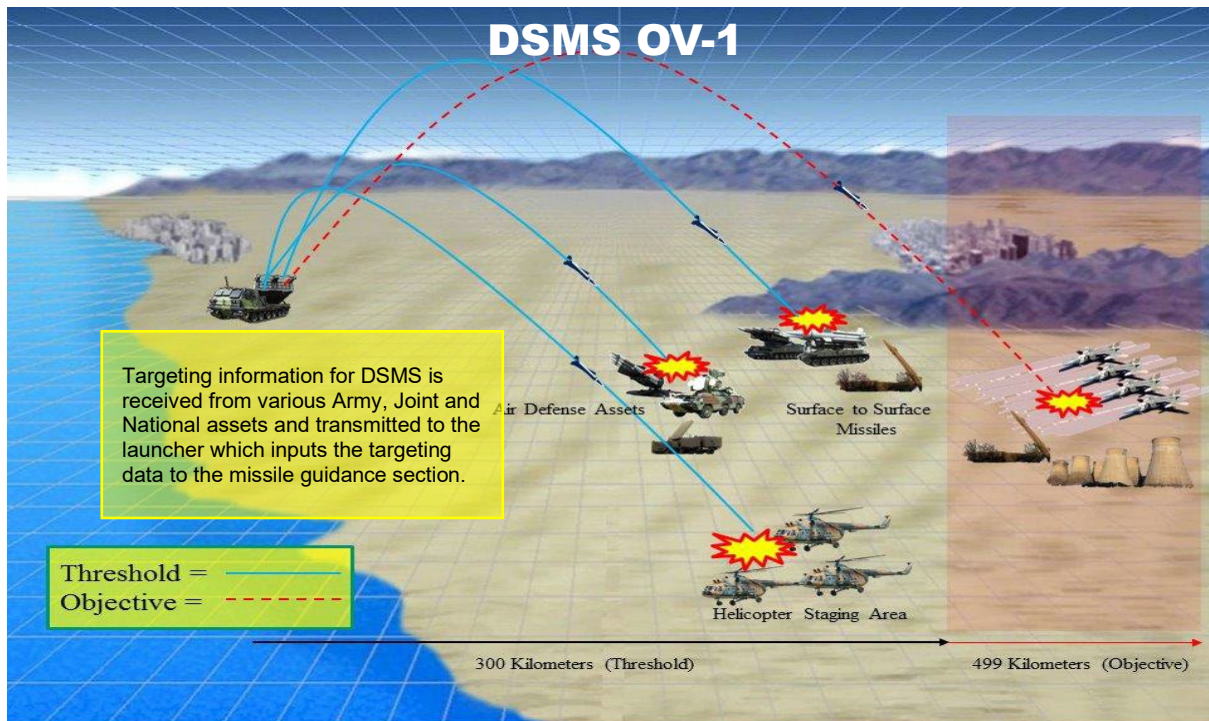 DSMS OV-1
Targeting information for DSMS is
received from various Army, Joint and
National assets and transmitted to the
launcher which inputs the targeting
data to the missile guidance section.
Air Defense Assets
Surface to Surface
Missiles
Helicopter Staging Area
Threshold =
Objective =
300 Kilometers (Threshold)
499 Kilometers (Objective)